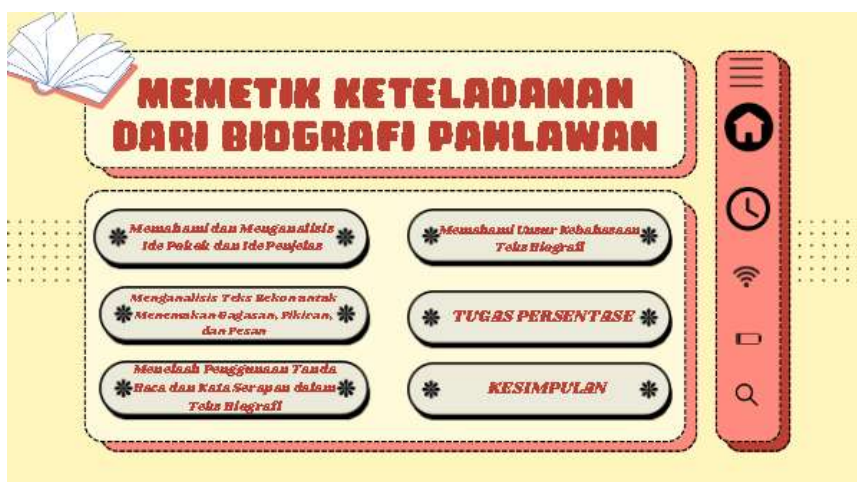 MEMETIK KETELADANAN
DARI BIOGRAFI PAHLAWAN
Memahami dan Menganalisis
Ide Pokok dan Ide Penjelas
Menganalisis Teks Rekon untuk
Menemukan Gagasan, Pikiran,
dan Pesan
Menelaah Penggunaan Tanda
Baca dan Kata Serapan dalam
Teks Biografi
Memahami Unsur Kebahasaan
Teks Biografi
TUGAS PERSENTASE
KESIMPULAN